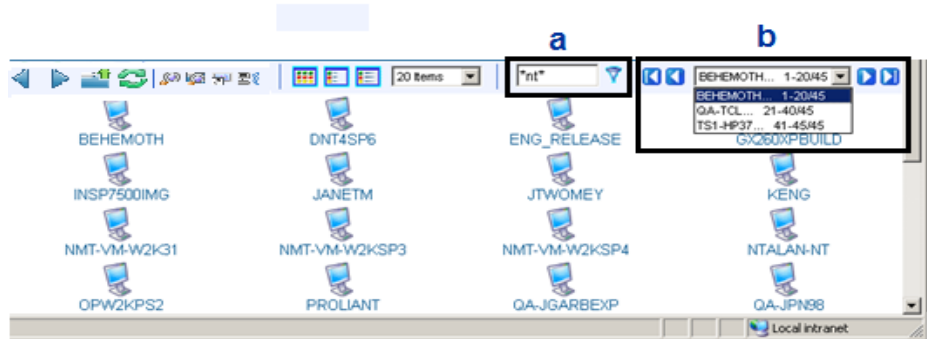 a b
20 Items *nt* BEHEMOTH... 1-20/45
BEHEMOTH... 1-20/45
QA-TCL... 21-40/45
TS1-HP37... 41-45/45
BEHEMOTH DNT4SP6 ENG_RELEASE GX260XPBUILD
INSP7500IMG JANETM JTWOMEY KENG
NMT-VM-W2K31 NMT-VM-W2KSP3 NMT-VM-W2KSP4 NTALAN-NT
OPW2KPS2 PROLIANT QA-JGARBEXP QA-JPN98
Local intranet